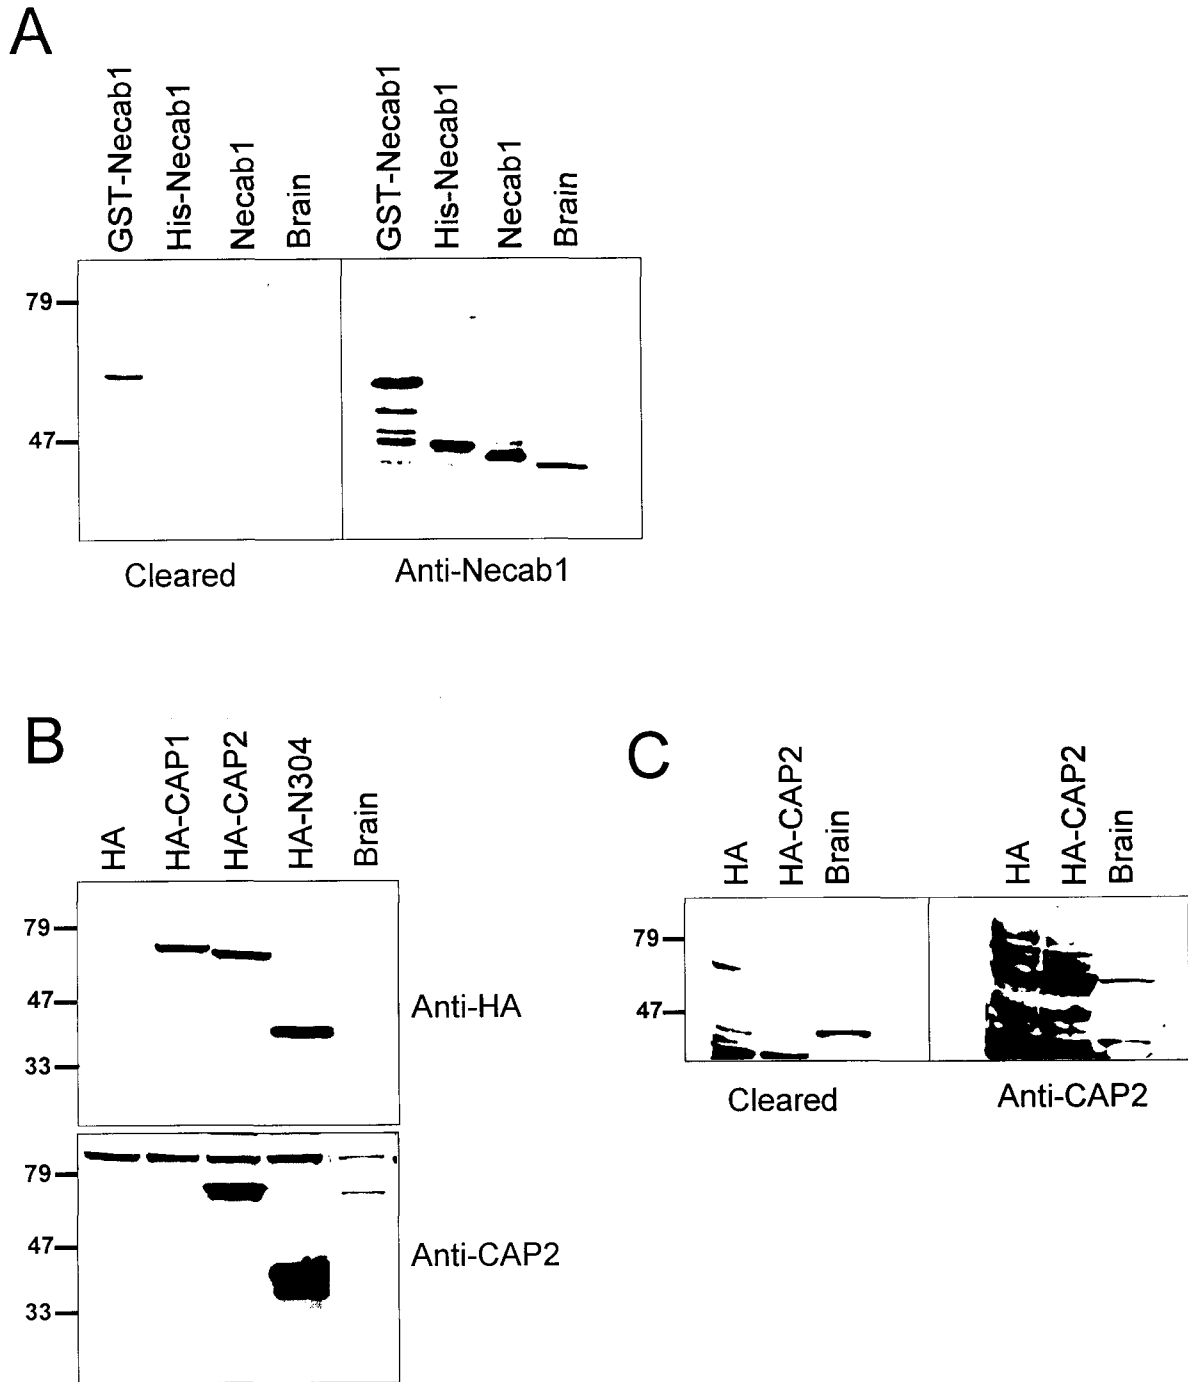 A
GST-Necab1
His-Necab1
Necab1
Brain
GST-Necab1
His-Necab1
Necab1
Brain
79
47
Cleared
Anti-Necab1
B
HA
HA-CAP1
HA-CAP2
HA-N304
Brain
79
47
33
Anti-HA
79
47
33
Anti-CAP2
C
HA
HA-CAP2
Brain
HA
HA-CAP2
Brain
79
47
Cleared
Anti-CAP2